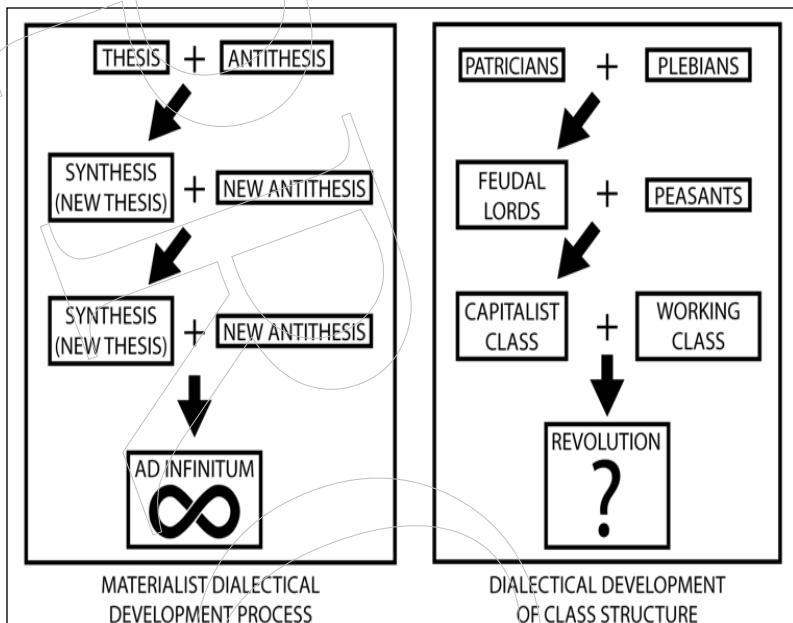 THESIS + ANTITHESIS
SYNTHESIS
(NEW THESIS) + NEW ANTITHESIS
SYNTHESIS
(NEW THESIS) + NEW ANTITHESIS
AD INFINITUM
∞
MATERIALIST DIALECTICAL
DEVELOPMENT PROCESS
PATRICIANS + PLEBIANS
FEUDAL
LORDS + PEASANTS
CAPITALIST
CLASS
+
WORKING
CLASS
REVOLUTION
?
DIALECTICAL DEVELOPMENT
OF CLASS STRUCTURE